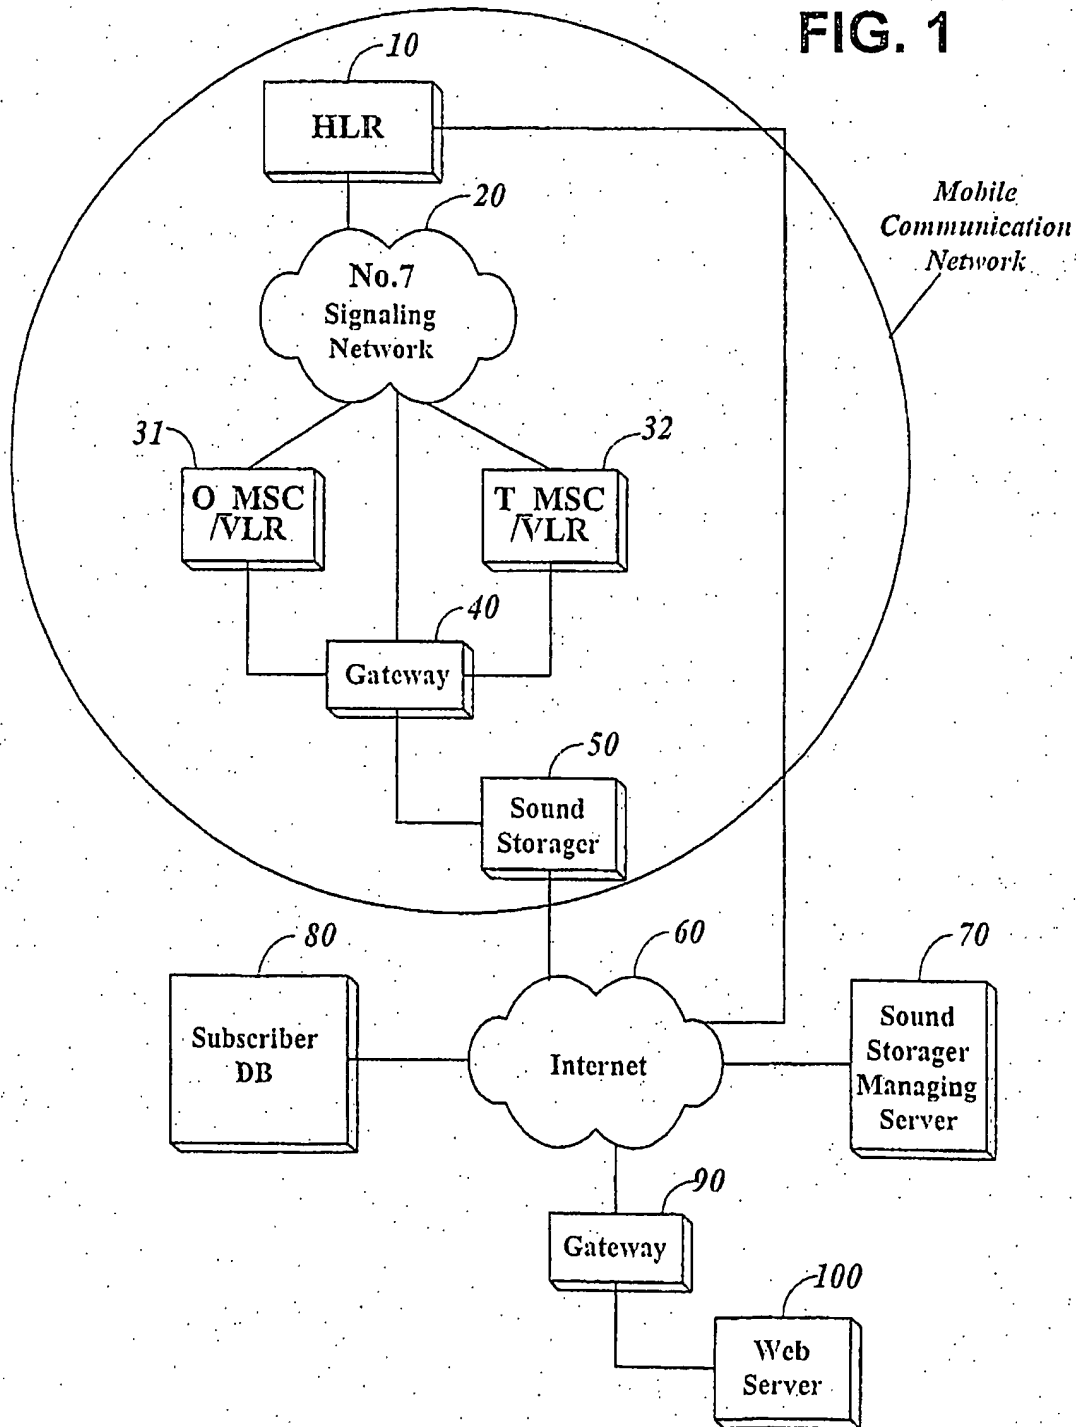 FIG. 1
10
HLR
20
Mobile
Communication
Network
No.7
Signaling
Network
31
32
O_MSC
/VLR
T_MSC
/VLR
40
Gateway
50
Sound
Storager
80
60
70
Subscriber
DB
Internet
Sound
Storager
Managing
Server
90
Gateway
100
Web
Server